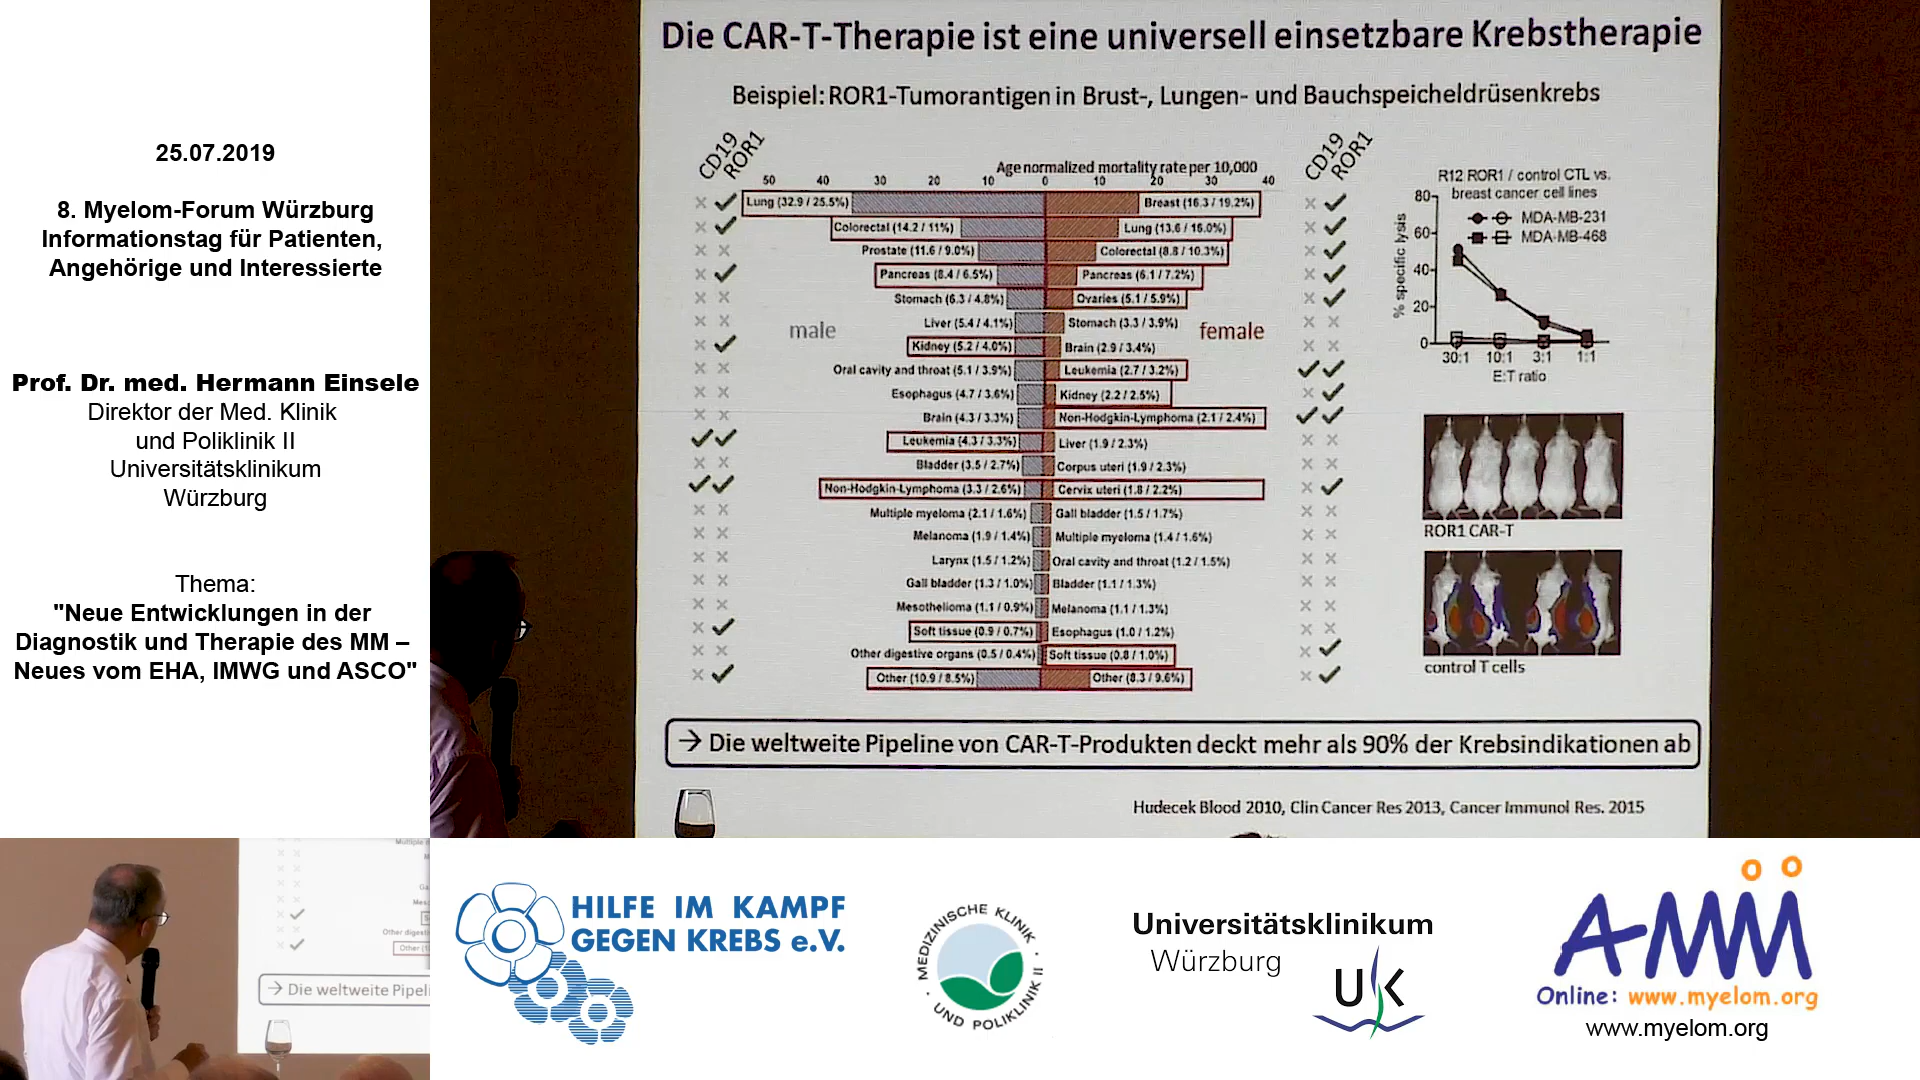 25.07.2019
8. Myelom-Forum Würzburg
Informationstag für Patienten,
Angehörige und Interessierte
Prof. Dr. med. Hermann Einsele
Direktor der Med. Klinik
und Poliklinik II
Universitätsklinikum
Würzburg
Thema:
"Neue Entwicklungen in der
Diagnostik und Therapie des MM –
Neues vom EHA, IMWG und ASCO"
Die CAR-T-Therapie ist eine universell einsetzbare Krebstherapie
Beispiel: ROR1-Tumorantigen in Brust-, Lungen- und Bauchspeicheldrüsenkrebs
CD19 ROR1
CD19 ROR1
Age normalized mortality rate per 10,000
50 40 30 20 10 0 10 20 30 40
Lung (32.9 / 25.5%) Breast (16.3 / 19.2%)
Colorectal (14.2 / 11%) Lung (13.6 / 16.0%)
Prostate (11.6 / 9.0%) Colorectal (8.8 / 10.3%)
Pancreas (8.4 / 6.5%) Pancreas (6.1 / 7.2%)
Stomach (6.3 / 4.8%) Ovaries (5.1 / 5.9%)
Liver (5.4 / 4.1%) Stomach (3.3 / 3.9%)
male
female
Kidney (5.2 / 4.0%) Brain (2.9 / 3.4%)
Oral cavity and throat (5.1 / 3.9%) Leukemia (2.7 / 3.2%)
Esophagus (4.7 / 3.6%) Kidney (2.2 / 2.5%)
Brain (4.3 / 3.3%) Non-Hodgkin-Lymphoma (2.1 / 2.4%)
Leukemia (4.3 / 3.3%) Liver (1.9 / 2.3%)
Bladder (3.5 / 2.7%) Corpus uteri (1.9 / 2.3%)
Non-Hodgkin-Lymphoma (3.3 / 2.6%) Cervix uteri (1.8 / 2.2%)
Multiple myeloma (2.1 / 1.6%) Gall bladder (1.5 / 1.7%)
Melanoma (1.9 / 1.4%) Multiple myeloma (1.4 / 1.6%)
Larynx (1.5 / 1.2%) Oral cavity and throat (1.2 / 1.5%)
Gall bladder (1.3 / 1.0%) Bladder (1.1 / 1.3%)
Mesothelioma (1.1 / 0.9%) Melanoma (1.1 / 1.3%)
Soft tissue (0.9 / 0.7%) Esophagus (1.0 / 1.2%)
Other digestive organs (0.5 / 0.4%) Soft tissue (0.8 / 1.0%)
Other (10.9 / 8.5%) Other (8.3 / 9.6%)
R12 ROR1 / control CTL vs.
breast cancer cell lines
MDA-MB-231
MDA-MB-468
% specific lysis
80
60
40
20
0
30:1 10:1 3:1 1:1
E:T ratio
ROR1 CAR-T
control T cells
→ Die weltweite Pipeline von CAR-T-Produkten deckt mehr als 90% der Krebsindikationen ab
Hudecek Blood 2010, Clin Cancer Res 2013, Cancer Immunol Res. 2015
Other digesti
Other (1
→ Die weltweite Pipeli
HILFE IM KAMPF
GEGEN KREBS e.V.
MEDIZINISCHE KLINIK
UND POLIKLINIK II
Universitätsklinikum
Würzburg
UK
AMM
Online: www.myelom.org
www.myelom.org